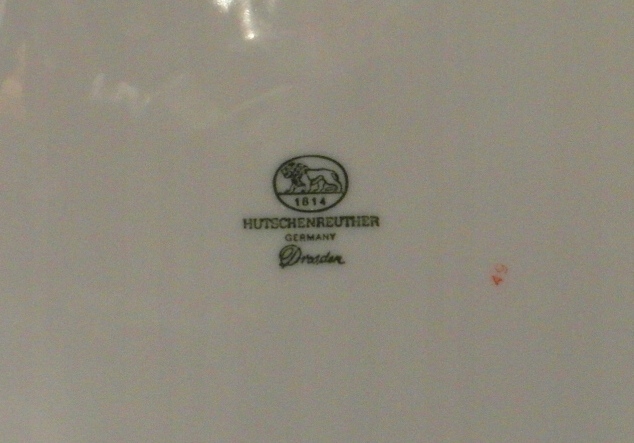 1814
HUTSCHENREUTHER
GERMANY
Dresden